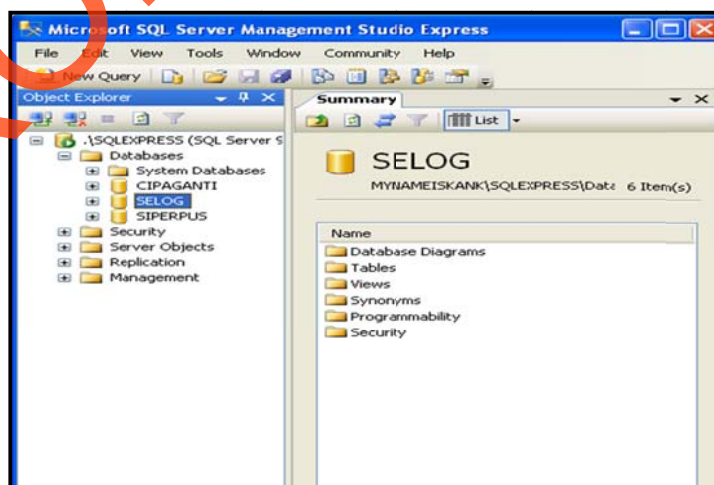 Microsoft SQL Server Management Studio Express
File Edit View Tools Window Community Help
New Query
Object Explorer
Summary
List
.\SQLEXPRESS (SQL Server S
Databases
System Databases
CIPAGANTI
SELOG
SIPERPUS
Security
Server Objects
Replication
Management
SELOG
MYNAMEISKANK\SQLEXPRESS\Data 6 Item(s)
Name
Database Diagrams
Tables
Views
Synonyms
Programmability
Security